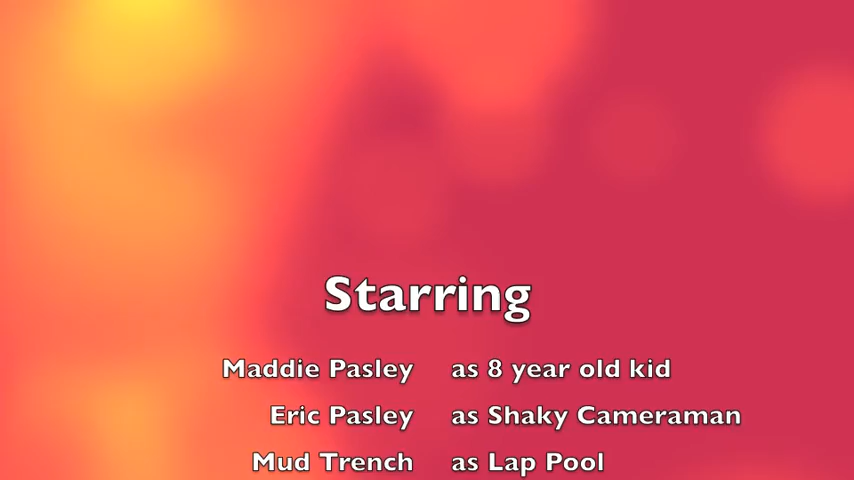 Starring
Maddie Pasley as 8 year old kid
Eric Pasley as Shaky Cameraman
Mud Trench as Lap Pool